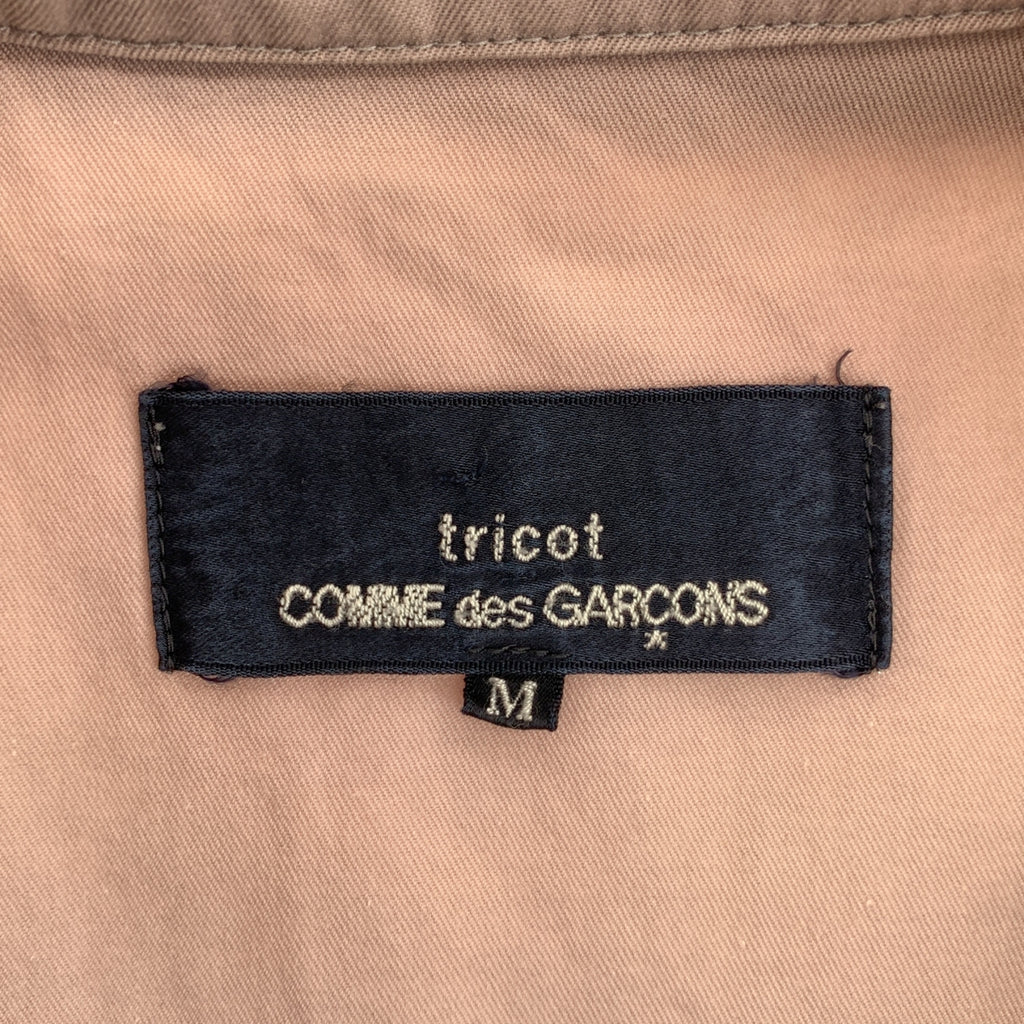 tricot
COMME des GARÇONS
*
M